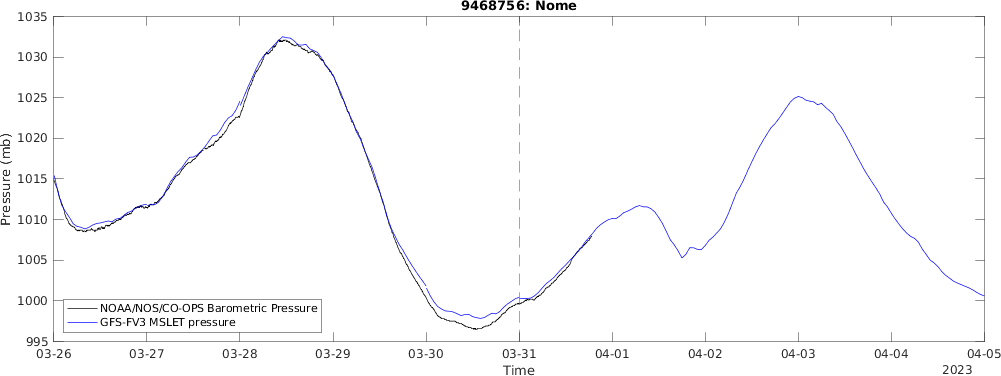 9468756: Nome
1035
1030
1025
1020
1015
1010
1005
1000
995
Pressure (mb)
NOAA/NOS/CO-OPS Barometric Pressure
GFS-FV3 MSLET pressure
03-26 03-27 03-28 03-29 03-30 03-31 04-01 04-02 04-03 04-04 04-05
Time
2023